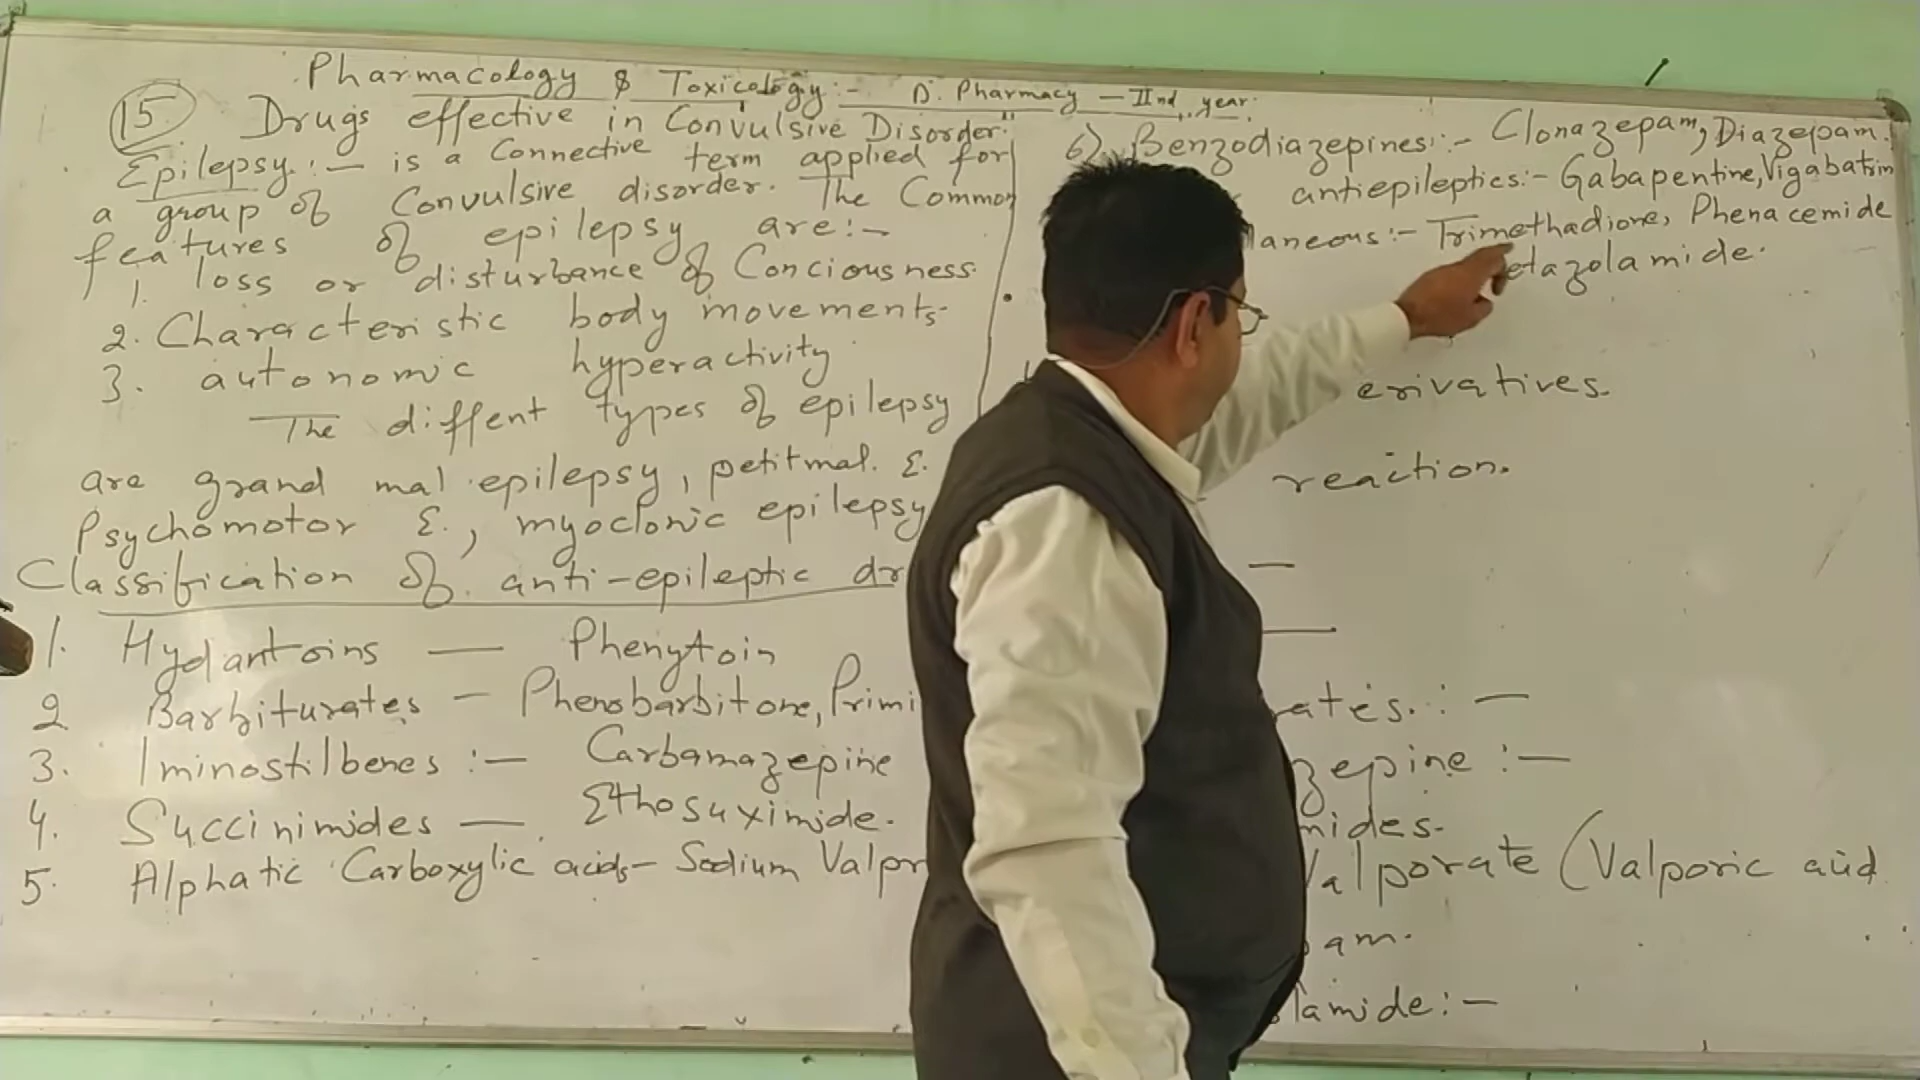 Pharmacology & Toxicology:- D. Pharmacy - IInd year.
15 Drugs effective in Convulsive Disorder:
Epilepsy:- is a Connective term applied for
a group of Convulsive disorder. The Common
features of epilepsy are:-
1. loss or disturbance of Conciousness.
2. Characteristic body movements.
3. autonomic hyperactivity
The diffent types of epilepsy
are grand mal epilepsy, petitmal. E.
Psychomotor E., myoclonic epilepsy
Classification of anti-epileptic dr
1. Hydantoins — Phenytoin
2 Barbiturates - Phenobarbitone, Primi
3. Iminostilbenes :- Carbamazepine
4. Succinimides — Ethosuximide.
5. Alphatic Carboxylic acids- Sodium Valpr
6) Benzodiazepines:- Clonazepam, Diazepam.
antiepileptics:- Gabapentine, Vigabatrin
laneous:- Trimethadione, Phenacemide
etazolamide.
erivatives.
reaction.
—
—
rates.: —
zepine :—
mides.
Valporate (Valporic acid
am.
lamide:-